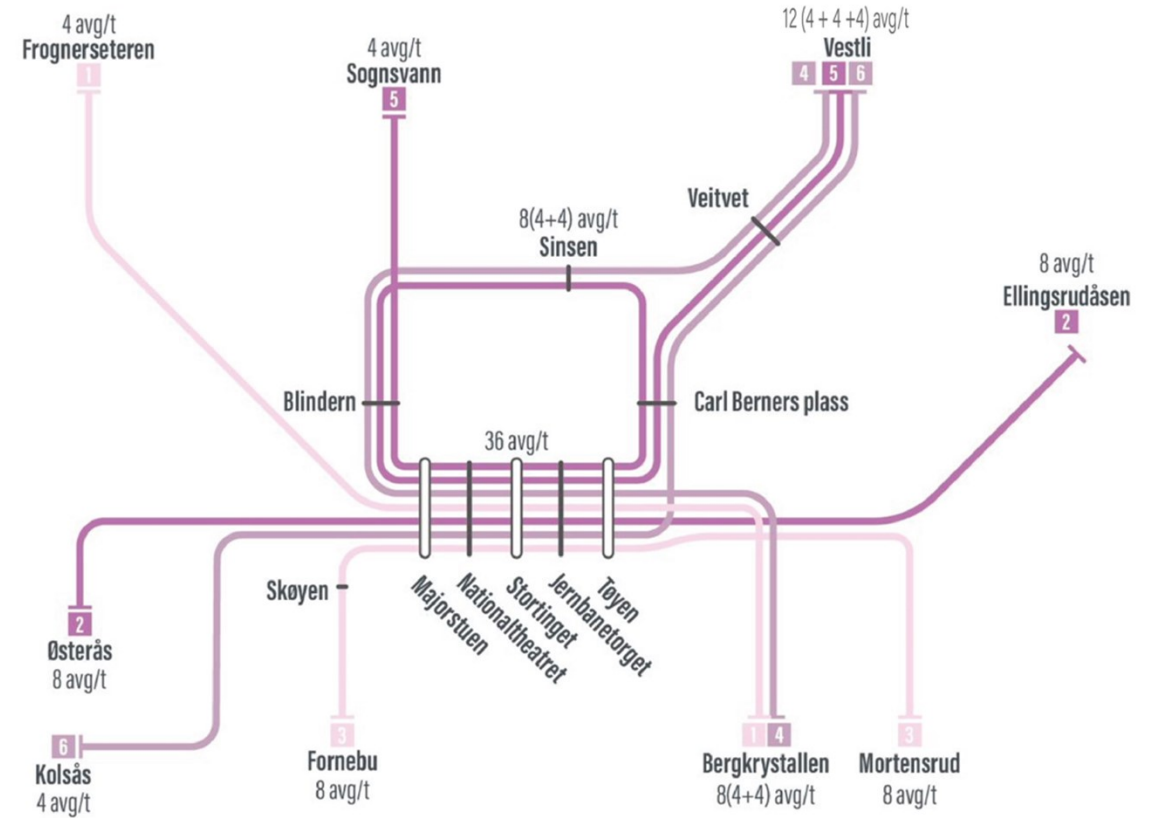 4 avg/t
Frognerseteren
1
4 avg/t
Sognsvann
5
12 (4 + 4 +4) avg/t
Vestli
4 5 6
Veitvet
8(4+4) avg/t
Sinsen
8 avg/t
Ellingsrudåsen
2
Blindern
Carl Berners plass
36 avg/t
Skøyen
Majorstuen
Nationaltheatret
Stortinget
Jernbanetorget
Tøyen
2
Østerås
8 avg/t
6
Kolsås
4 avg/t
3
Fornebu
8 avg/t
1 4
Bergkrystallen
8(4+4) avg/t
3
Mortensrud
8 avg/t